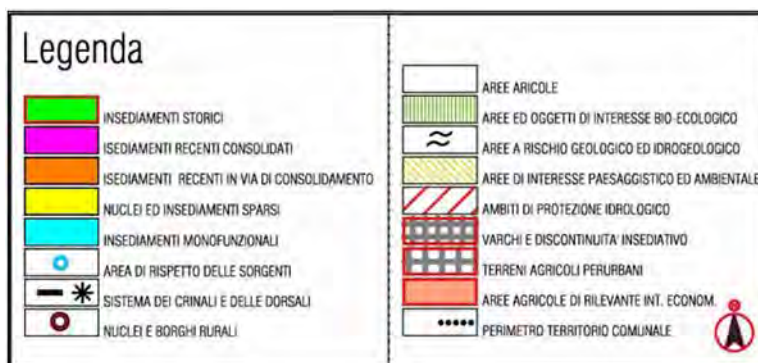 Legenda
INSEDIAMENTI STORICI
ISEDIAMENTI RECENTI CONSOLIDATI
ISEDIAMENTI RECENTI IN VIA DI CONSOLIDAMENTO
NUCLEI ED INSEDIAMENTI SPARSI
INSEDIAMENTI MONOFUNZIONALI
AREA DI RISPETTO DELLE SORGENTI
SISTEMA DEI CRINALI E DELLE DORSALI
NUCLEI E BORGHI RURALI
AREE ARICOLE
AREE ED OGGETTI DI INTERESSE BIO-ECOLOGICO
AREE A RISCHIO GEOLOGICO ED IDROGEOLOGICO
AREE DI INTERESSE PAESAGGISTICO ED AMBIENTALE
AMBITI DI PROTEZIONE IDROLOGICO
VARCHI E DISCONTINUITA' INSEDIATIVO
TERRENI AGRICOLI PERURBANI
AREE AGRICOLE DI RILEVANTE INT. ECONOM.
PERIMETRO TERRITORIO COMUNALE